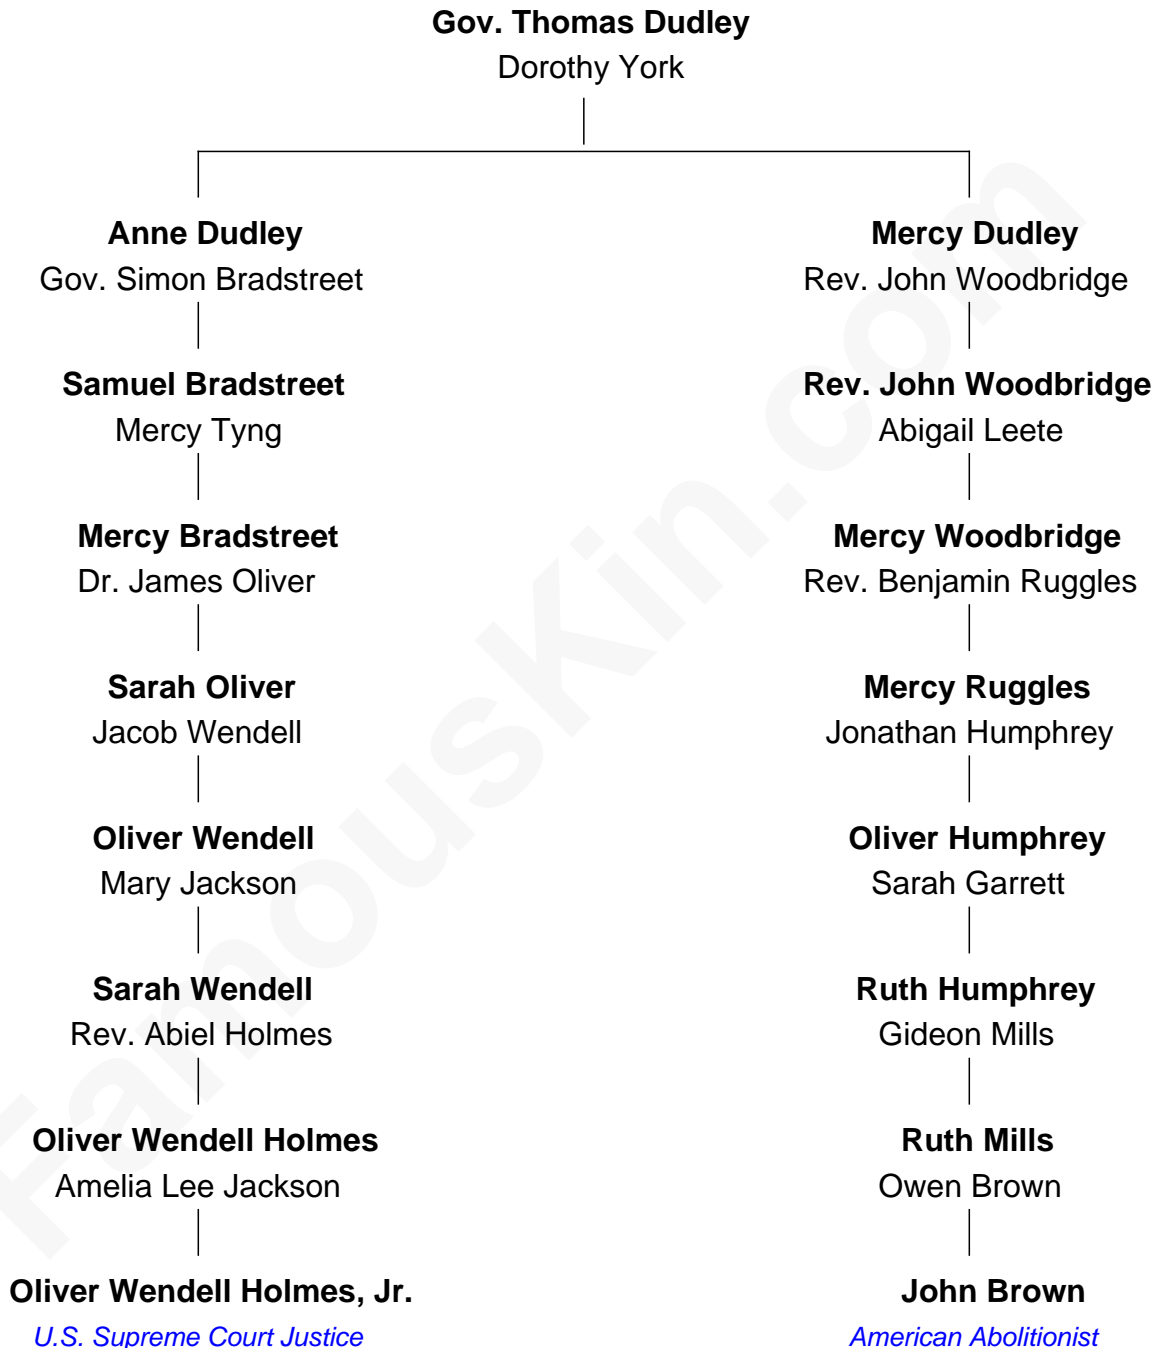 Gov. Thomas Dudley
Dorothy York
Anne Dudley
Gov. Simon Bradstreet
Samuel Bradstreet
Mercy Tyng
Mercy Bradstreet
Dr. James Oliver
Sarah Oliver
Jacob Wendell
Oliver Wendell
Mary Jackson
Sarah Wendell
Rev. Abiel Holmes
Oliver Wendell Holmes
Amelia Lee Jackson
Oliver Wendell Holmes, Jr.
U.S. Supreme Court Justice
Mercy Dudley
Rev. John Woodbridge
Rev. John Woodbridge
Abigail Leete
Mercy Woodbridge
Rev. Benjamin Ruggles
Mercy Ruggles
Jonathan Humphrey
Oliver Humphrey
Sarah Garrett
Ruth Humphrey
Gideon Mills
Ruth Mills
Owen Brown
John Brown
American Abolitionist
FamousKin.com